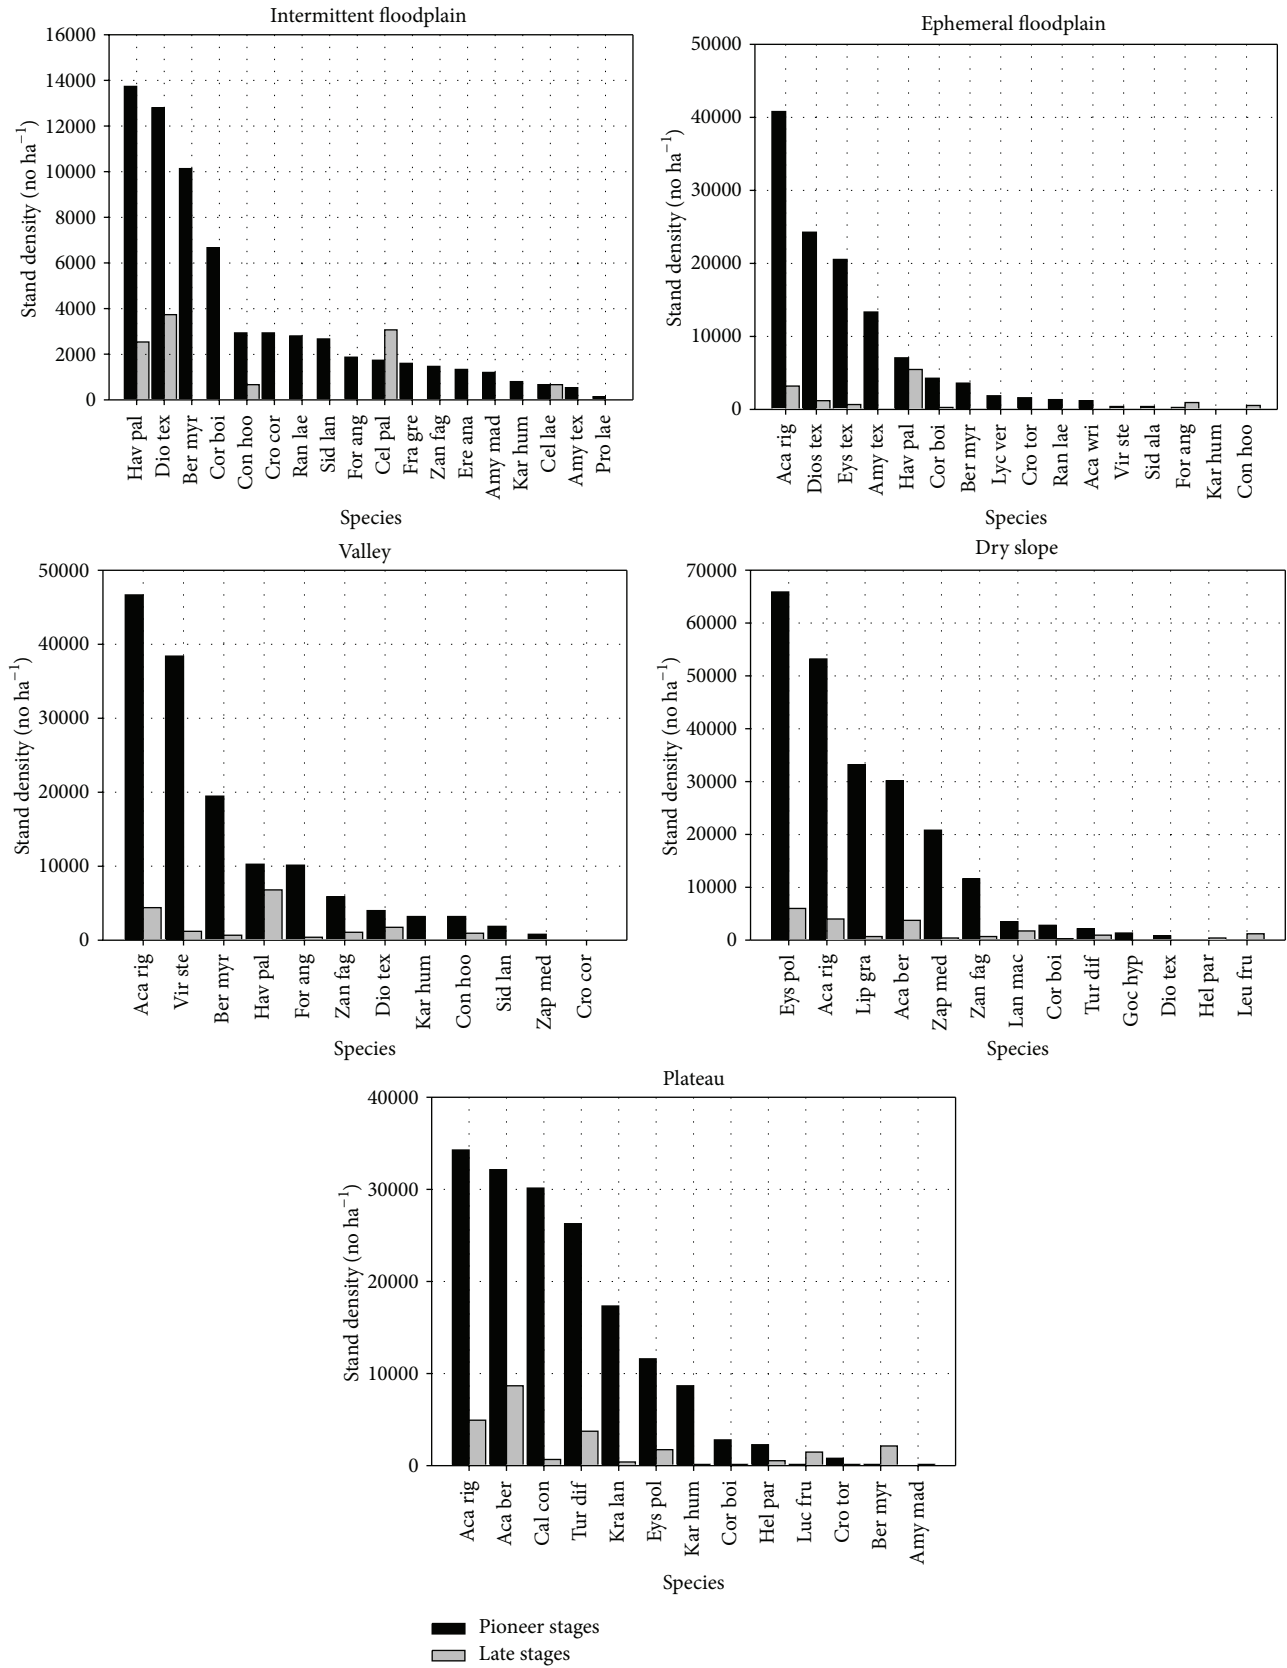 Intermittent floodplain
16000
14000
12000
10000
8000
6000
4000
2000
0
Stand density (no ha−1)
Hav pal
Dio tex
Ber myr
Cor boi
Con hoo
Cro cor
Ran lae
Sid lan
For ang
Cel pal
Fra gre
Zan fag
Ere ana
Amy mad
Kar hum
Cel lae
Amy tex
Pro lae
Species
Ephemeral floodplain
50000
40000
30000
20000
10000
0
Stand density (no ha−1)
Aca rig
Dios tex
Eys tex
Amy tex
Hav pal
Cor boi
Ber myr
Lyc ver
Cro tor
Ran lae
Aca wri
Vir ste
Sid ala
For ang
Kar hum
Con hoo
Species
Valley
50000
40000
30000
20000
10000
0
Stand density (no ha−1)
Aca rig
Vir ste
Ber myr
Hav pal
For ang
Zan fag
Dio tex
Kar hum
Con hoo
Sid lan
Zap med
Cro cor
Species
Dry slope
70000
60000
50000
40000
30000
20000
10000
0
Stand density (no ha−1)
Eys pol
Aca rig
Lip gra
Aca ber
Zap med
Zan fag
Lan mac
Cor boi
Tur dif
Goc hyp
Dio tex
Hel par
Leu fru
Species
Plateau
40000
30000
20000
10000
0
Stand density (no ha−1)
Aca rig
Aca ber
Cal con
Tur dif
Kra lan
Eys pol
Kar hum
Cor boi
Hel par
Luc fru
Cro tor
Ber myr
Amy mad
Species
Pioneer stages
Late stages